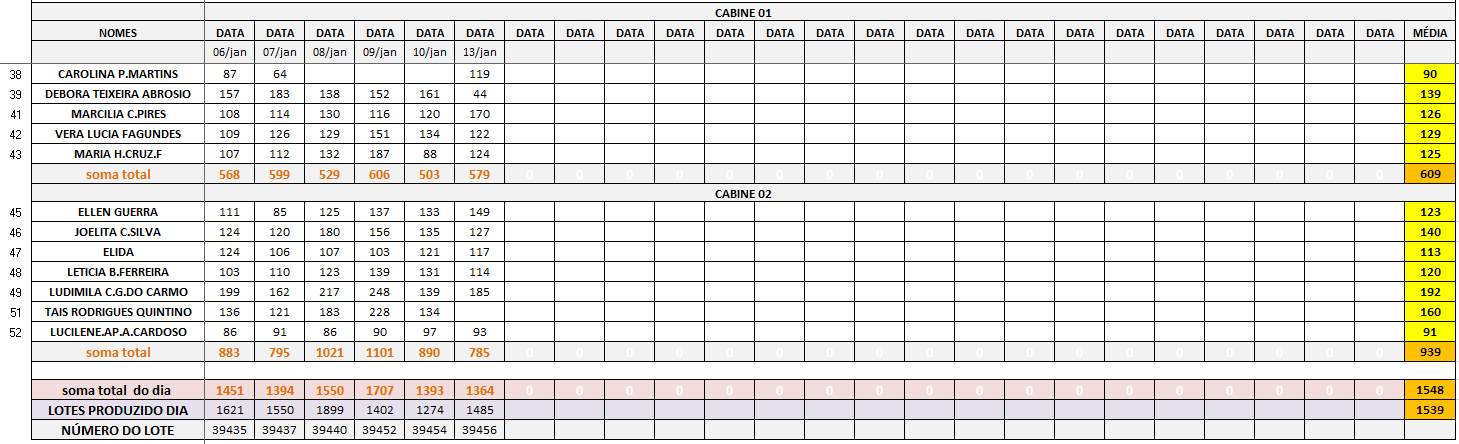 CABINE 01
NOMES DATA DATA DATA DATA DATA DATA DATA DATA DATA DATA DATA DATA DATA DATA DATA DATA DATA DATA DATA DATA DATA DATA DATA DATA MÉDIA
06/jan 07/jan 08/jan 09/jan 10/jan 13/jan
38 CAROLINA P.MARTINS 87 64 119 90
39 DEBORA TEIXEIRA ABROSIO 157 183 138 152 161 44 139
41 MARCILIA C.PIRES 108 114 130 116 120 170 126
42 VERA LUCIA FAGUNDES 109 126 129 151 134 122 129
43 MARIA H.CRUZ.F 107 112 132 187 88 124 125
soma total 568 599 529 606 503 579 0 0 0 0 0 0 0 0 0 0 0 0 0 0 0 0 0 0 609
CABINE 02
45 ELLEN GUERRA 111 85 125 137 133 149 123
46 JOELITA C.SILVA 124 120 180 156 135 127 140
47 ELIDA 124 106 107 103 121 117 113
48 LETICIA B.FERREIRA 103 110 123 139 131 114 120
49 LUDIMILA C.G.DO CARMO 199 162 217 248 139 185 192
51 TAIS RODRIGUES QUINTINO 136 121 183 228 134 160
52 LUCILENE.AP.A.CARDOSO 86 91 86 90 97 93 91
soma total 883 795 1021 1101 890 785 0 0 0 0 0 0 0 0 0 0 0 0 0 0 0 0 0 0 939
soma total do dia 1451 1394 1550 1707 1393 1364 0 0 0 0 0 0 0 0 0 0 0 0 0 0 0 0 0 0 1548
LOTES PRODUZIDO DIA 1621 1550 1899 1402 1274 1485 1539
NÚMERO DO LOTE 39435 39437 39440 39452 39454 39456